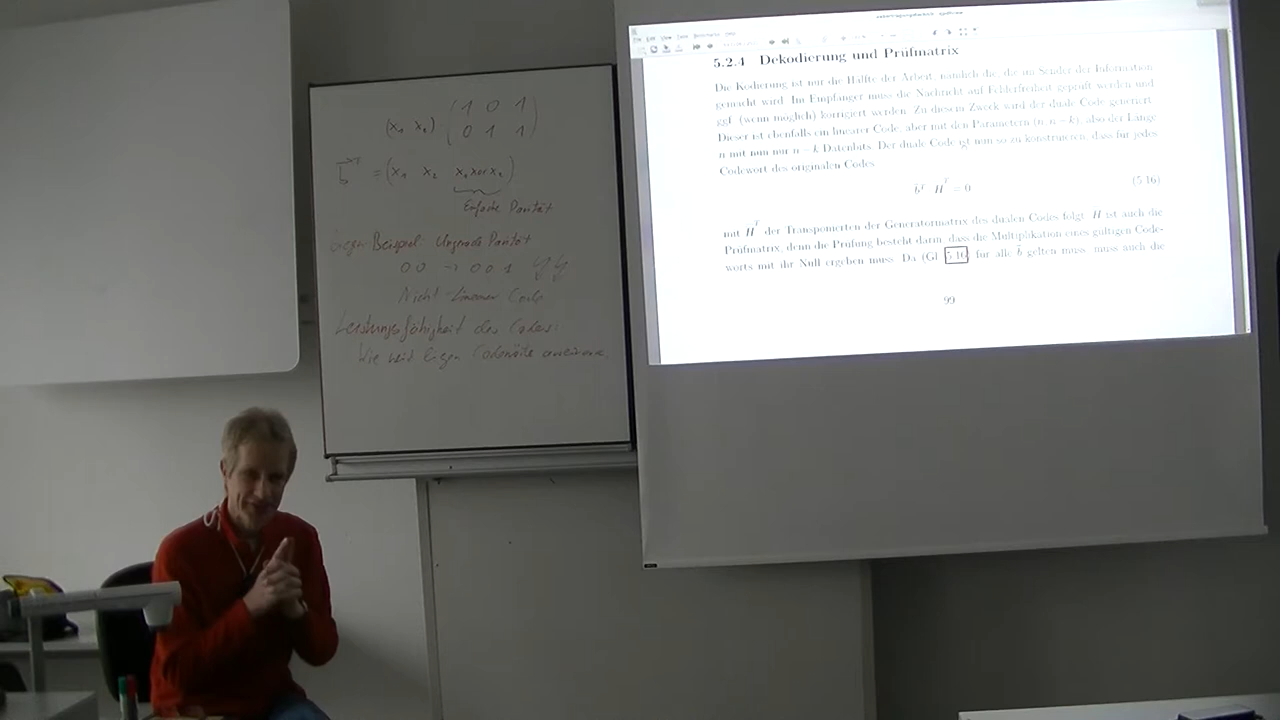 (1 0 1
(x₁ x₂) 0 1 1)
= (x₁ x₂ x₁ xor x₂)
Einfache Parität
gegen Beispiel: Ungerade Parität
00 → 001
Nicht linearer Code
Leistungsfähigkeit des Codes:
Wie weit liegen Codeworte
5.2.4 Dekodierung und Prüfmatrix
Die Kodierung ist nur die Hälfte der Arbeit, nämlich die, die im Sender der Information
gemacht wird. Im Empfänger muss die Nachricht auf Fehlerfreiheit geprüft werden und
ggf. (wenn möglich) korrigiert werden. Zu diesem Zweck wird der duale Code generiert.
Dieser ist ebenfalls ein linearer Code, aber mit den Parametern (n, n − k), also der Länge
n mit nun nur n − k Datenbits. Der duale Code ist nun so zu konstruieren, dass für jedes
Codewort des originalen Codes
b⃗ᵀ Hᵀ = 0 (5.16)
mit Hᵀ der Transponierten der Generatormatrix des dualen Codes folgt. H ist auch die
Prüfmatrix, denn die Prüfung besteht darin, dass die Multiplikation eines gültigen Code-
worts mit ihr Null ergeben muss. Da (Gl. 5.16) für alle b⃗ gelten muss, muss auch die
99